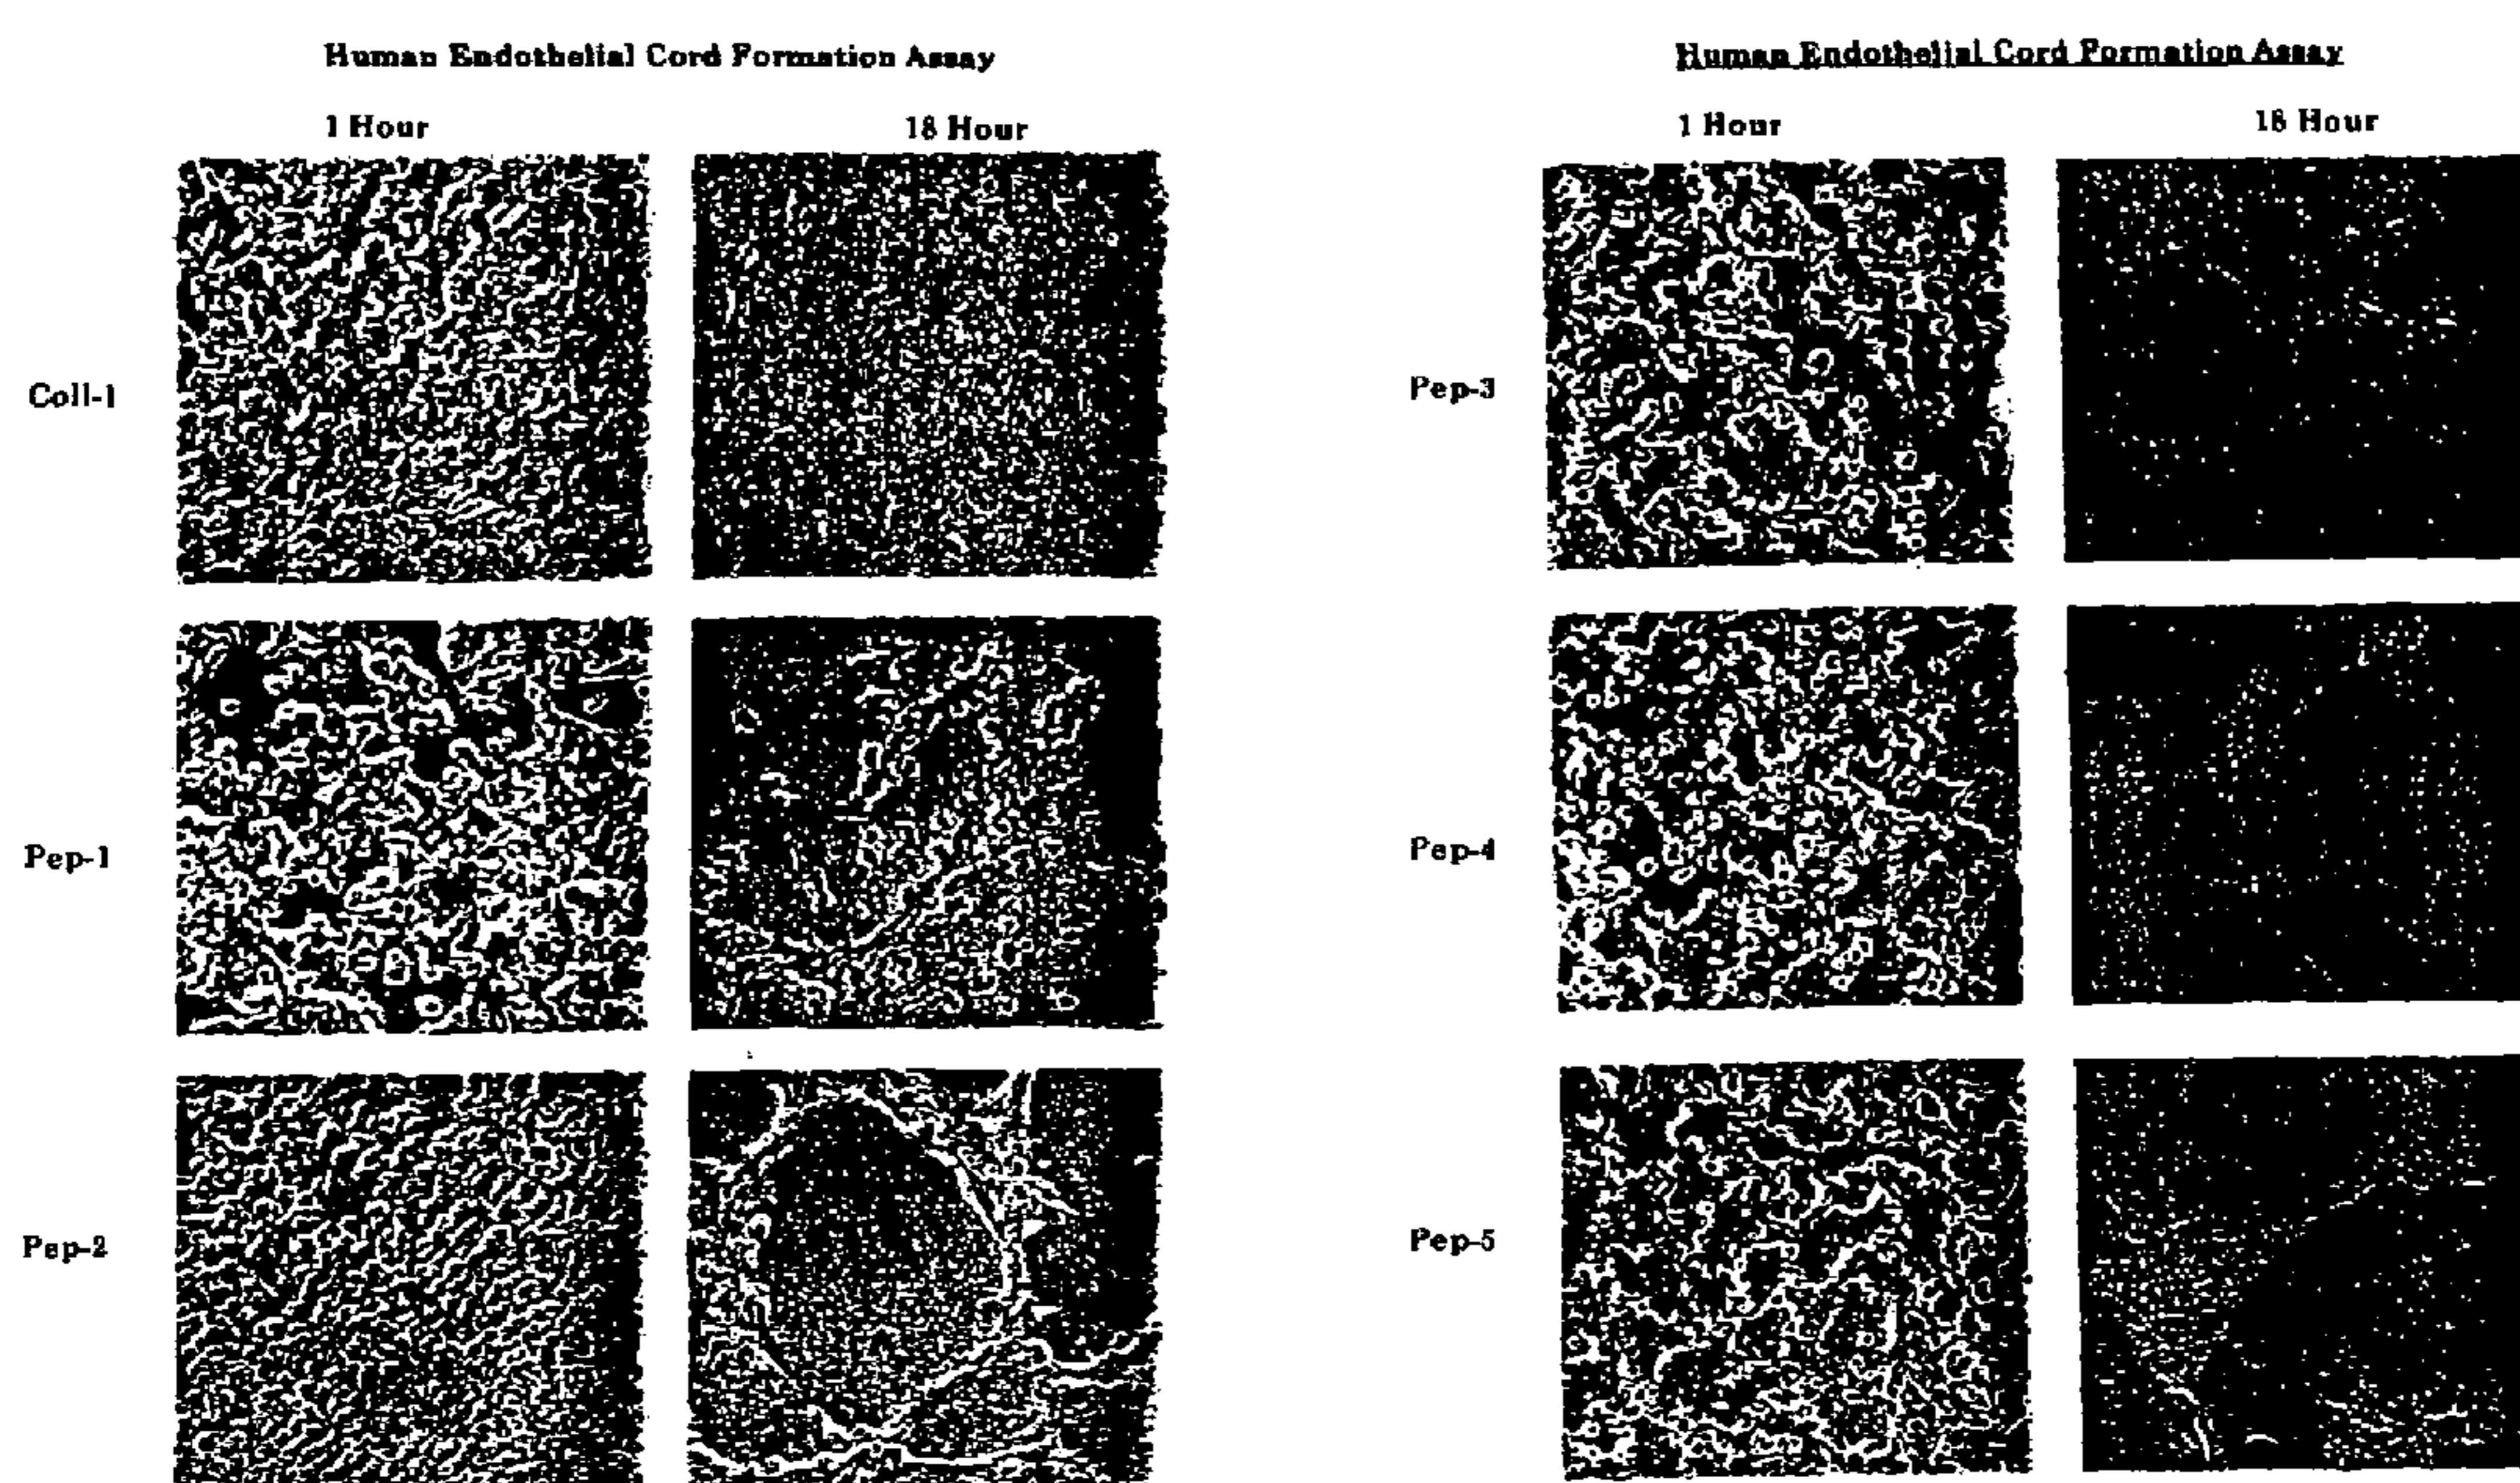 Human Endothelial Cord Formation Assay
1 Hour
18 Hour
Coll-1
Pep-1
Pep-2
Human Endothelial Cord Formation Assay
1 Hour
18 Hour
Pep-3
Pep-4
Pep-5